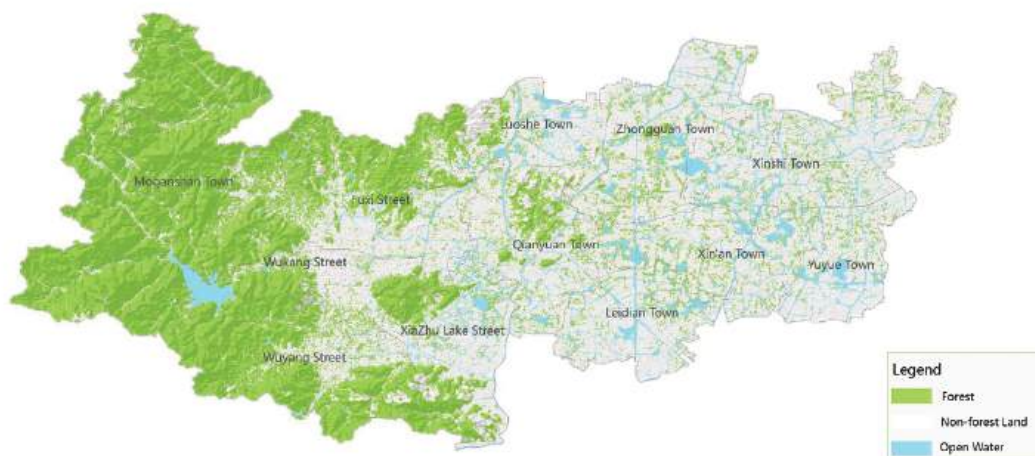 Luoshe Town
Zhongguan Town
Xinshi Town
Moganshan Town
Fuxi Street
Qianyuan Town
Xin'an Town
Wukang Street
Yuyue Town
Leidian Town
XiaZhu Lake Street
Wuyang Street
Legend
Forest
Non-forest Land
Open Water